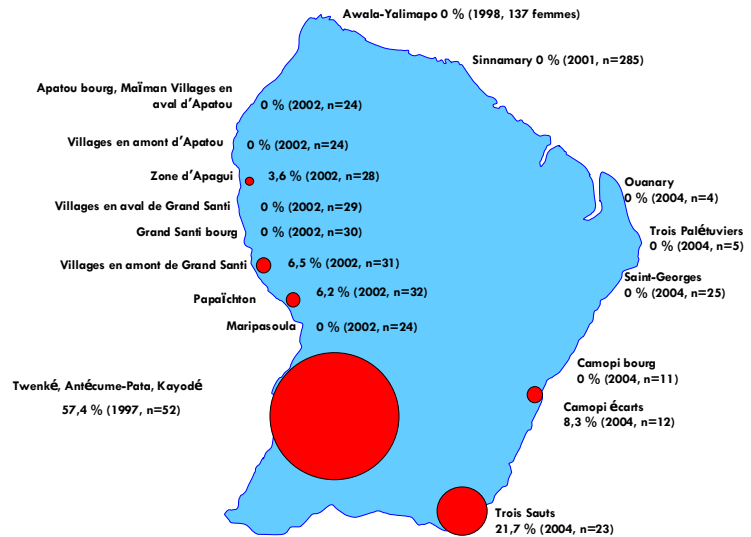 Awala-Yalimapo 0 % (1998, 137 femmes)
Sinnamary 0 % (2001, n=285)
Apatou bourg, Maïman Villages en
aval d'Apatou
0 % (2002, n=24)
Villages en amont d'Apatou
0 % (2002, n=24)
Zone d'Apagui
3,6 % (2002, n=28)
Villages en aval de Grand Santi
0 % (2002, n=29)
Grand Santi bourg
0 % (2002, n=30)
Villages en amont de Grand Santi
6,5 % (2002, n=31)
Papaïchton
6,2 % (2002, n=32)
Maripasoula
0 % (2002, n=24)
Twenké, Antécume-Pata, Kayodé
57,4 % (1997, n=52)
Ouanary
0 % (2004, n=4)
Trois Palétuviers
0 % (2004, n=5)
Saint-Georges
0 % (2004, n=25)
Camopi bourg
0 % (2004, n=11)
Camopi écarts
8,3 % (2004, n=12)
Trois Sauts
21,7 % (2004, n=23)